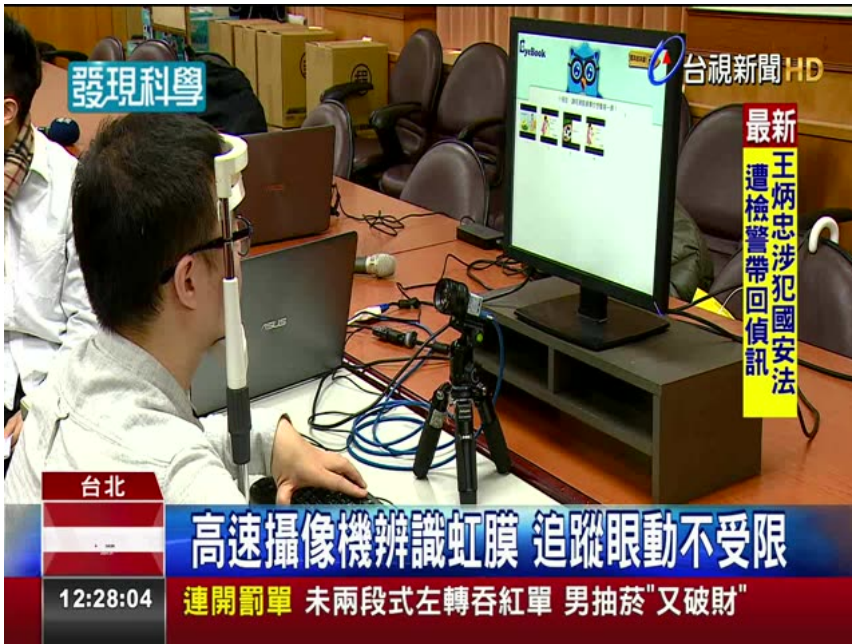 發現科學
EyeBook
台視新聞HD
最新
王炳忠涉犯國安法
遭檢警帶回偵訊
ASUS
台北
高速攝像機辨識虹膜 追蹤眼動不受限
12:28:04
連開罰單 未兩段式左轉吞紅單 男抽菸"又破財"